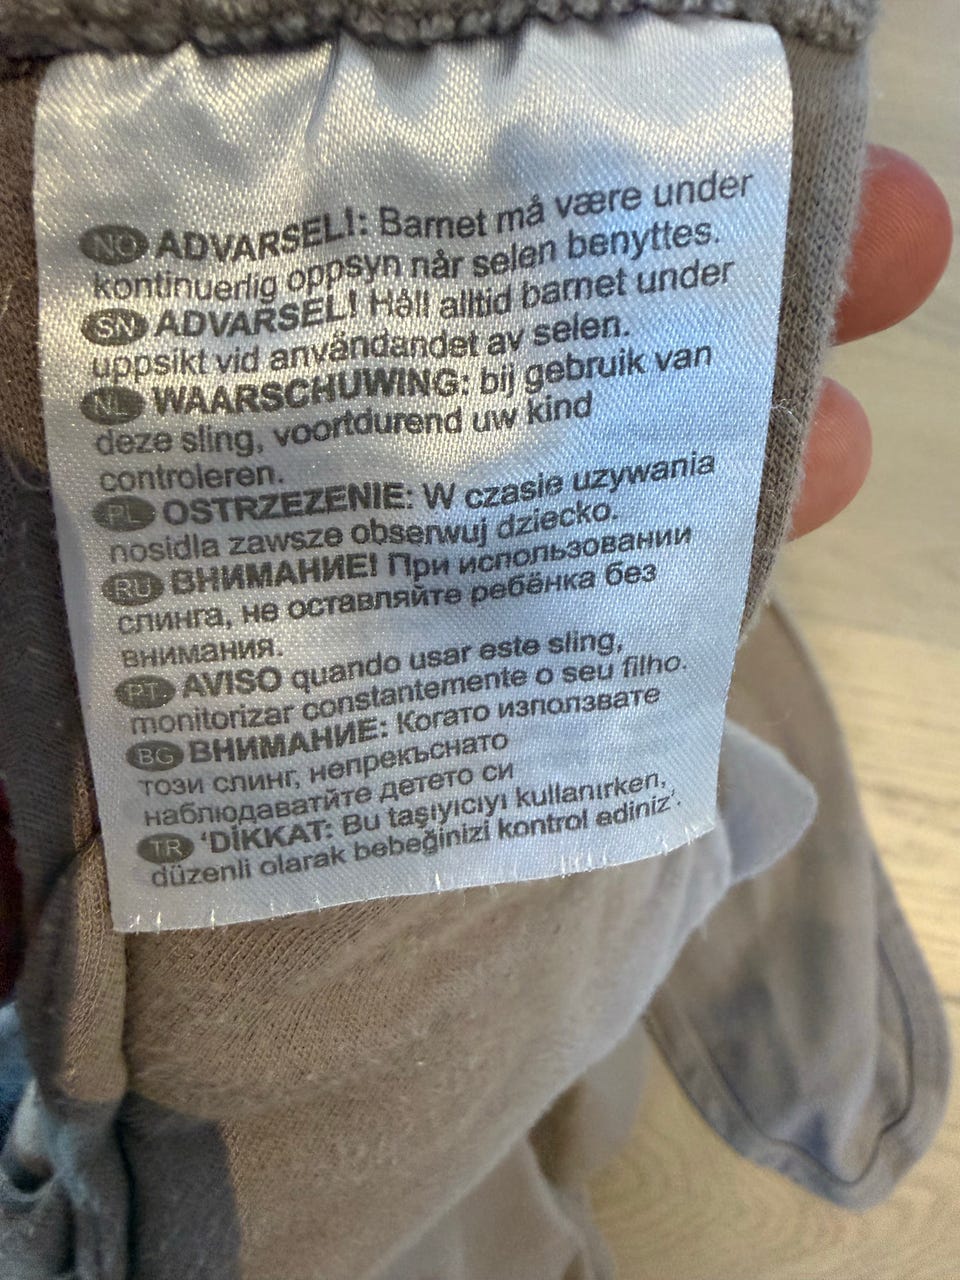 NO ADVARSEL!: Barnet må være under
kontinuerlig oppsyn når selen benyttes.
SN ADVARSEL! Håll alltid barnet under
uppsikt vid användandet av selen.
NL WAARSCHUWING: bij gebruik van
deze sling, voortdurend uw kind
controleren.
PL OSTRZEZENIE: W czasie uzywania
nosidla zawsze obserwuj dziecko.
RU ВНИМАНИЕ! При использовании
слинга, не оставляйте ребёнка без
внимания.
PT AVISO quando usar este sling,
monitorizar constantemente o seu filho.
BG ВНИМАНИЕ: Когато използвате
този слинг, непрекъснато
наблюдаватйте детето си
TR 'DİKKAT: Bu taşıyıcıyı kullanırken,
düzenli olarak bebeğinizi kontrol ediniz'.